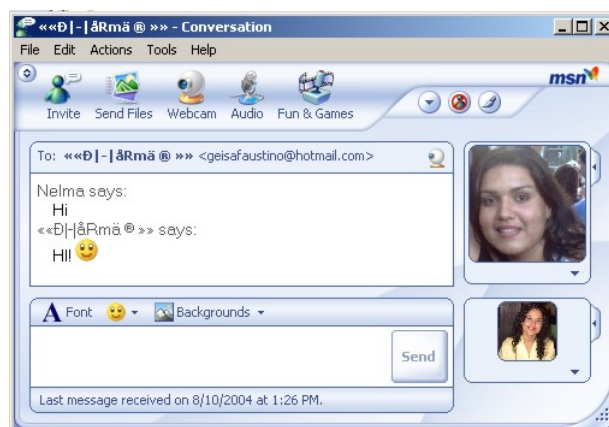 ««Ð|-|åRmä ® »» - Conversation
File Edit Actions Tools Help
msn
Invite Send Files Webcam Audio Fun & Games
To: ««Ð|-|åRmä ® »» <geisafaustino@hotmail.com>
Nelma says:
Hi
««Ð|-|åRmä ® »» says:
HI!
A Font Backgrounds
Send
Last message received on 8/10/2004 at 1:26 PM.